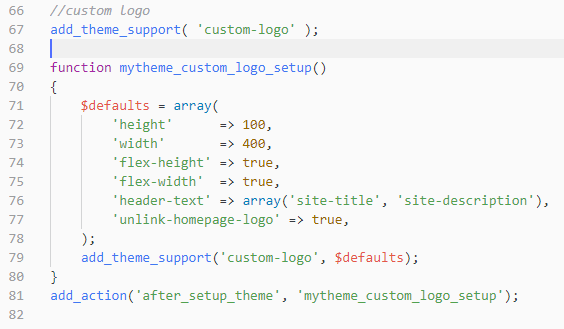 66 //custom logo
67 add_theme_support( 'custom-logo' );
68
69 function mytheme_custom_logo_setup()
70 {
71     $defaults = array(
72         'height'      => 100,
73         'width'       => 400,
74         'flex-height' => true,
75         'flex-width'  => true,
76         'header-text' => array('site-title', 'site-description'),
77         'unlink-homepage-logo' => true,
78     );
79     add_theme_support('custom-logo', $defaults);
80 }
81 add_action('after_setup_theme', 'mytheme_custom_logo_setup');
82